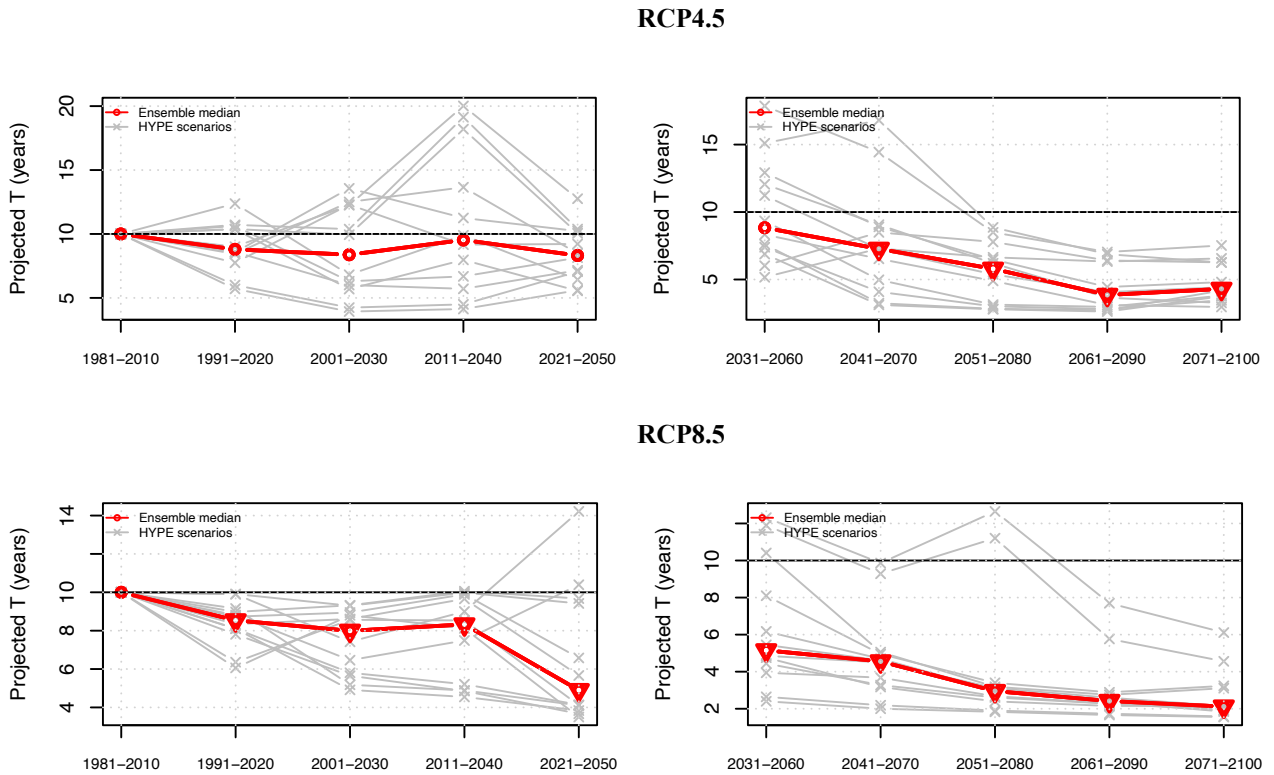 RCP4.5
Projected T (years)
20
15
10
5
Ensemble median
HYPE scenarios
1981−2010 1991−2020 2001−2030 2011−2040 2021−2050
Projected T (years)
15
10
5
Ensemble median
HYPE scenarios
2031−2060 2041−2070 2051−2080 2061−2090 2071−2100
RCP8.5
Projected T (years)
14
10
8
6
4
Ensemble median
HYPE scenarios
1981−2010 1991−2020 2001−2030 2011−2040 2021−2050
Projected T (years)
10
8
6
4
2
Ensemble median
HYPE scenarios
2031−2060 2041−2070 2051−2080 2061−2090 2071−2100